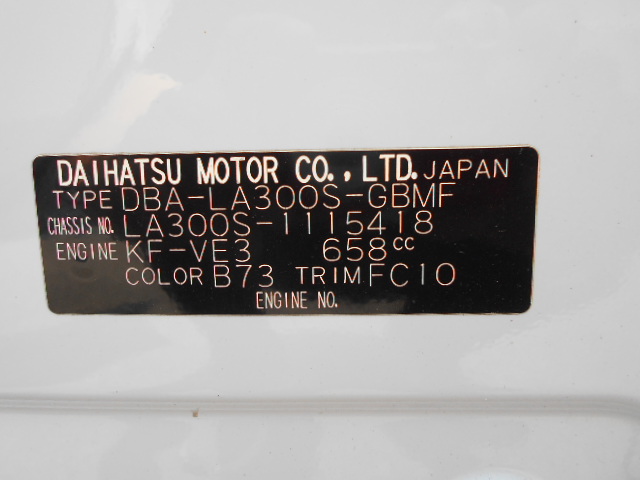 DAIHATSU MOTOR CO., LTD. JAPAN
TYPE DBA-LA300S-GBMF
CHASSIS NO. LA300S-1115418
ENGINE KF-VE3 658cc
COLOR B73 TRIM FC10
ENGINE NO.